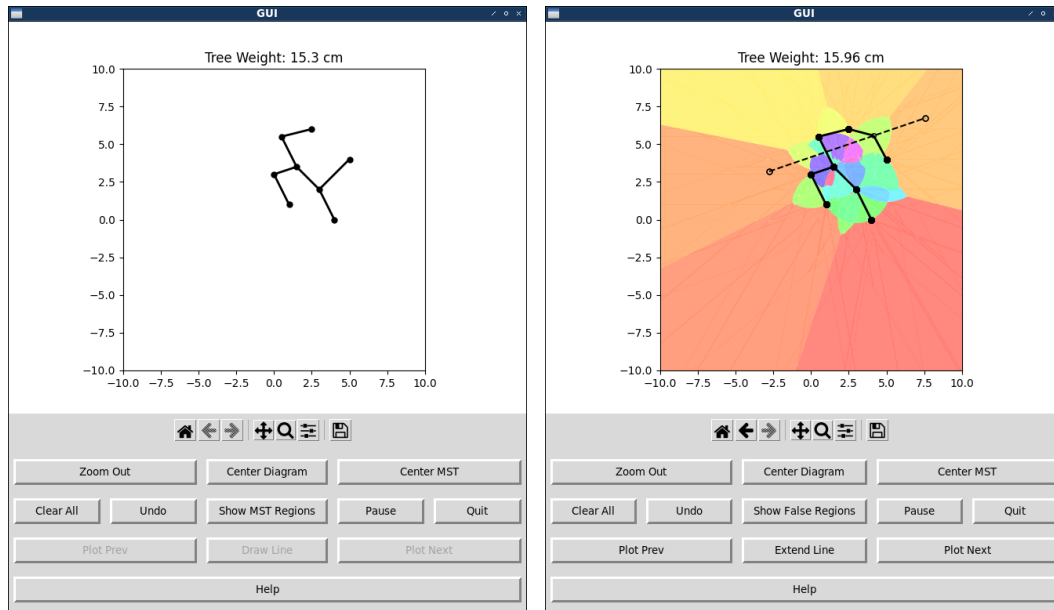 GUI
Tree Weight: 15.3 cm
10.0
7.5
5.0
2.5
0.0
−2.5
−5.0
−7.5
−10.0
−10.0 −7.5 −5.0 −2.5 0.0 2.5 5.0 7.5 10.0
Zoom Out Center Diagram Center MST
Clear All Undo Show MST Regions Pause Quit
Plot Prev Draw Line Plot Next
Help
GUI
Tree Weight: 15.96 cm
10.0
7.5
5.0
2.5
0.0
−2.5
−5.0
−7.5
−10.0
−10.0 −7.5 −5.0 −2.5 0.0 2.5 5.0 7.5 10.0
Zoom Out Center Diagram Center MST
Clear All Undo Show False Regions Pause Quit
Plot Prev Extend Line Plot Next
Help